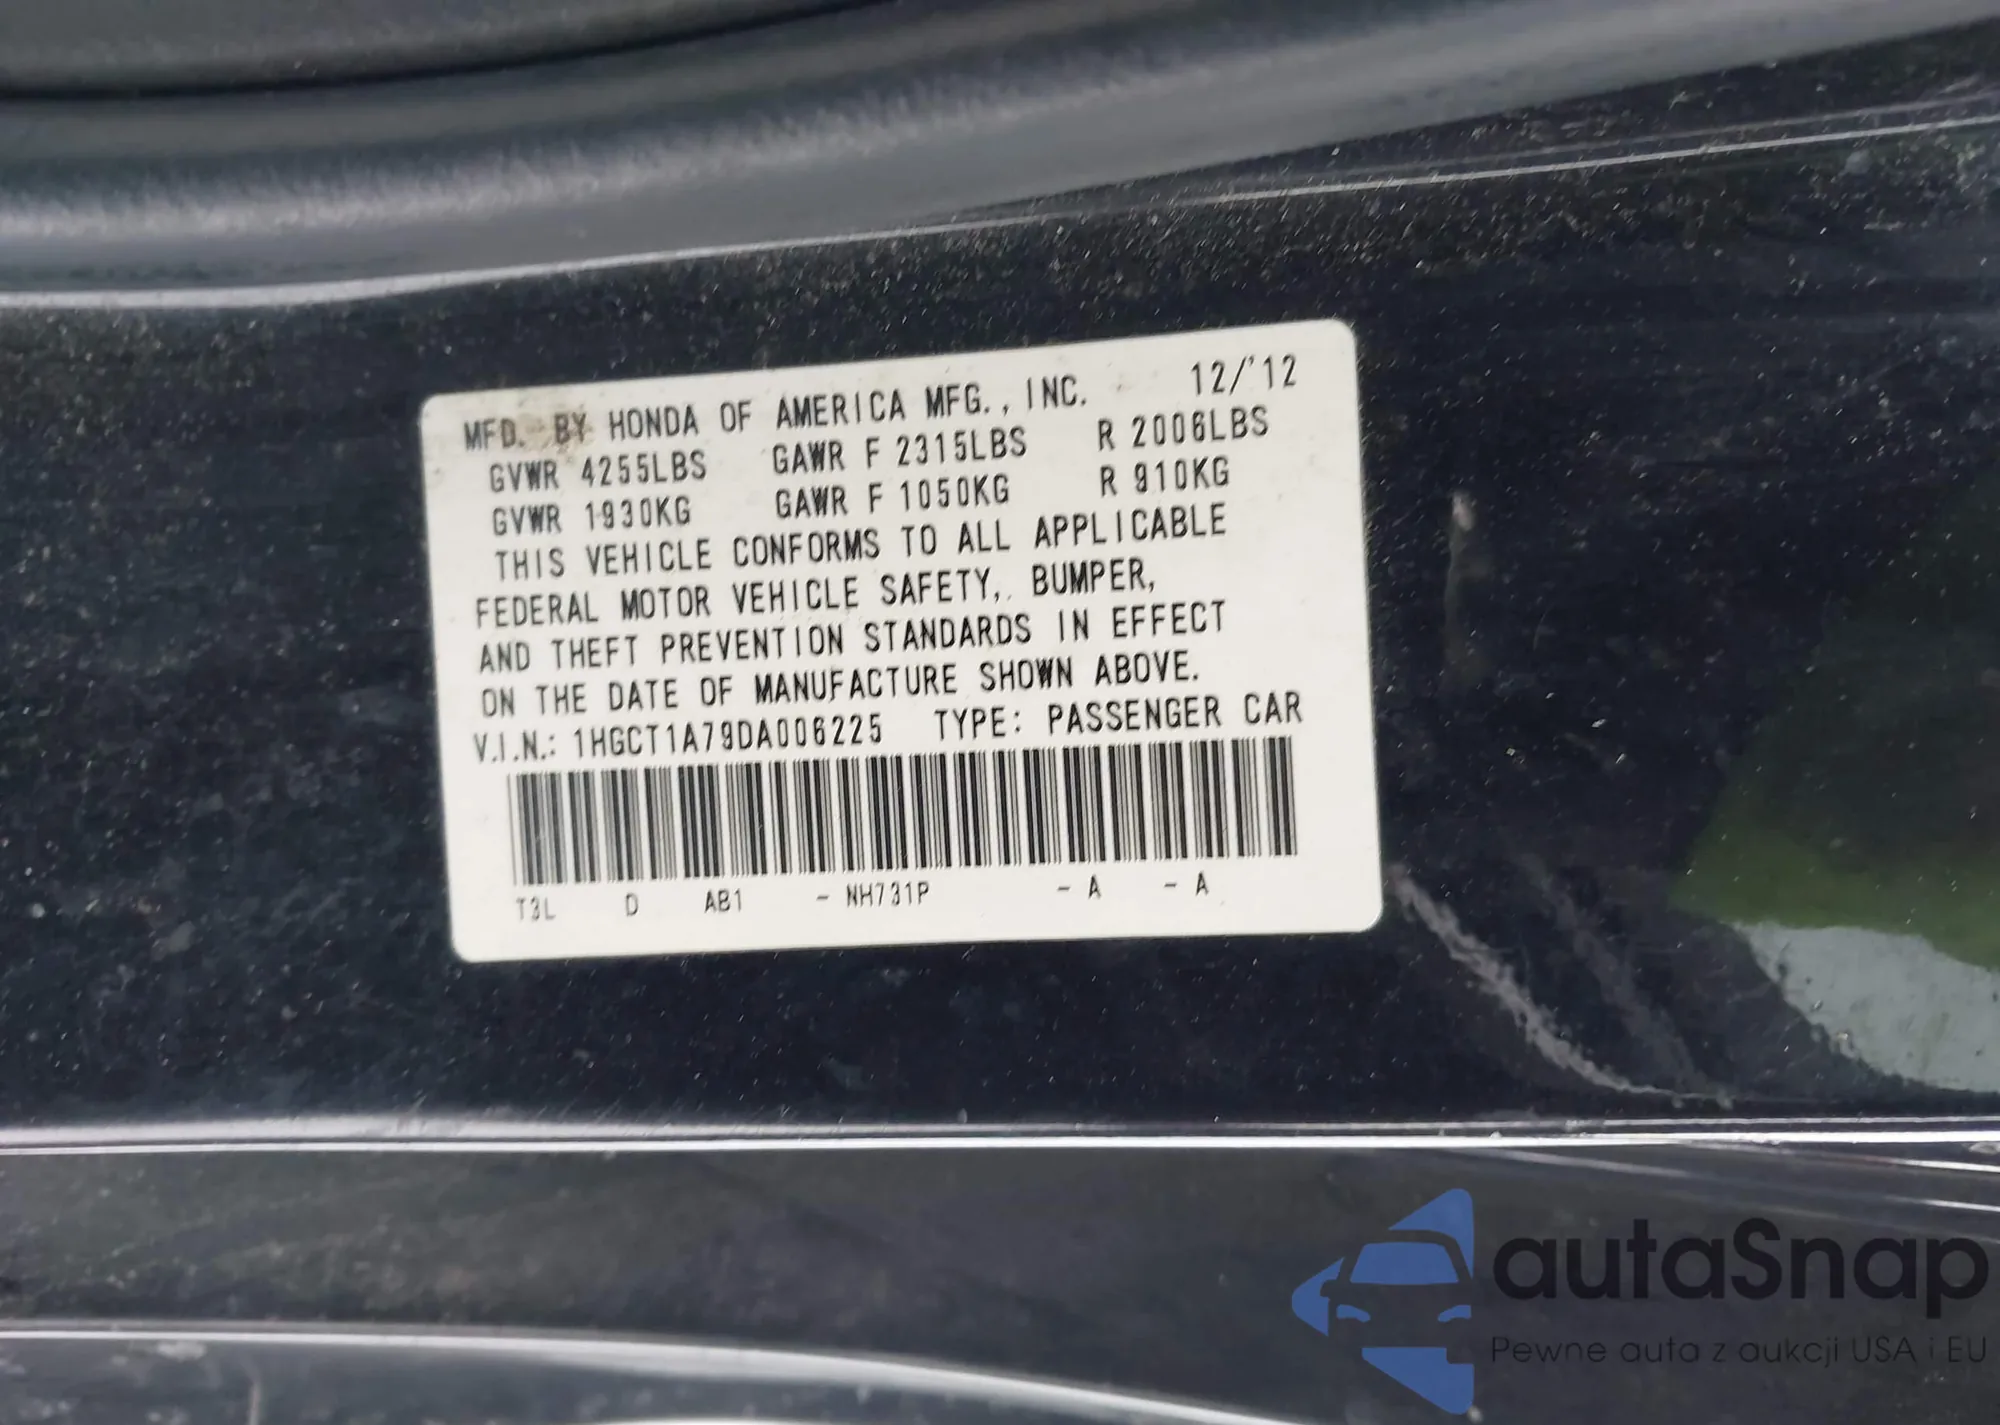 MFD. BY HONDA OF AMERICA MFG., INC. 12/'12
GVWR 4255LBS GAWR F 2315LBS R 2006LBS
GVWR 1930KG GAWR F 1050KG R 910KG
THIS VEHICLE CONFORMS TO ALL APPLICABLE
FEDERAL MOTOR VEHICLE SAFETY, BUMPER,
AND THEFT PREVENTION STANDARDS IN EFFECT
ON THE DATE OF MANUFACTURE SHOWN ABOVE.
V.I.N.: 1HGCT1A79DA006225 TYPE: PASSENGER CAR
T3L D AB1 - NH731P - A - A
autaSnap
Pewne auta z aukcji USA i EU